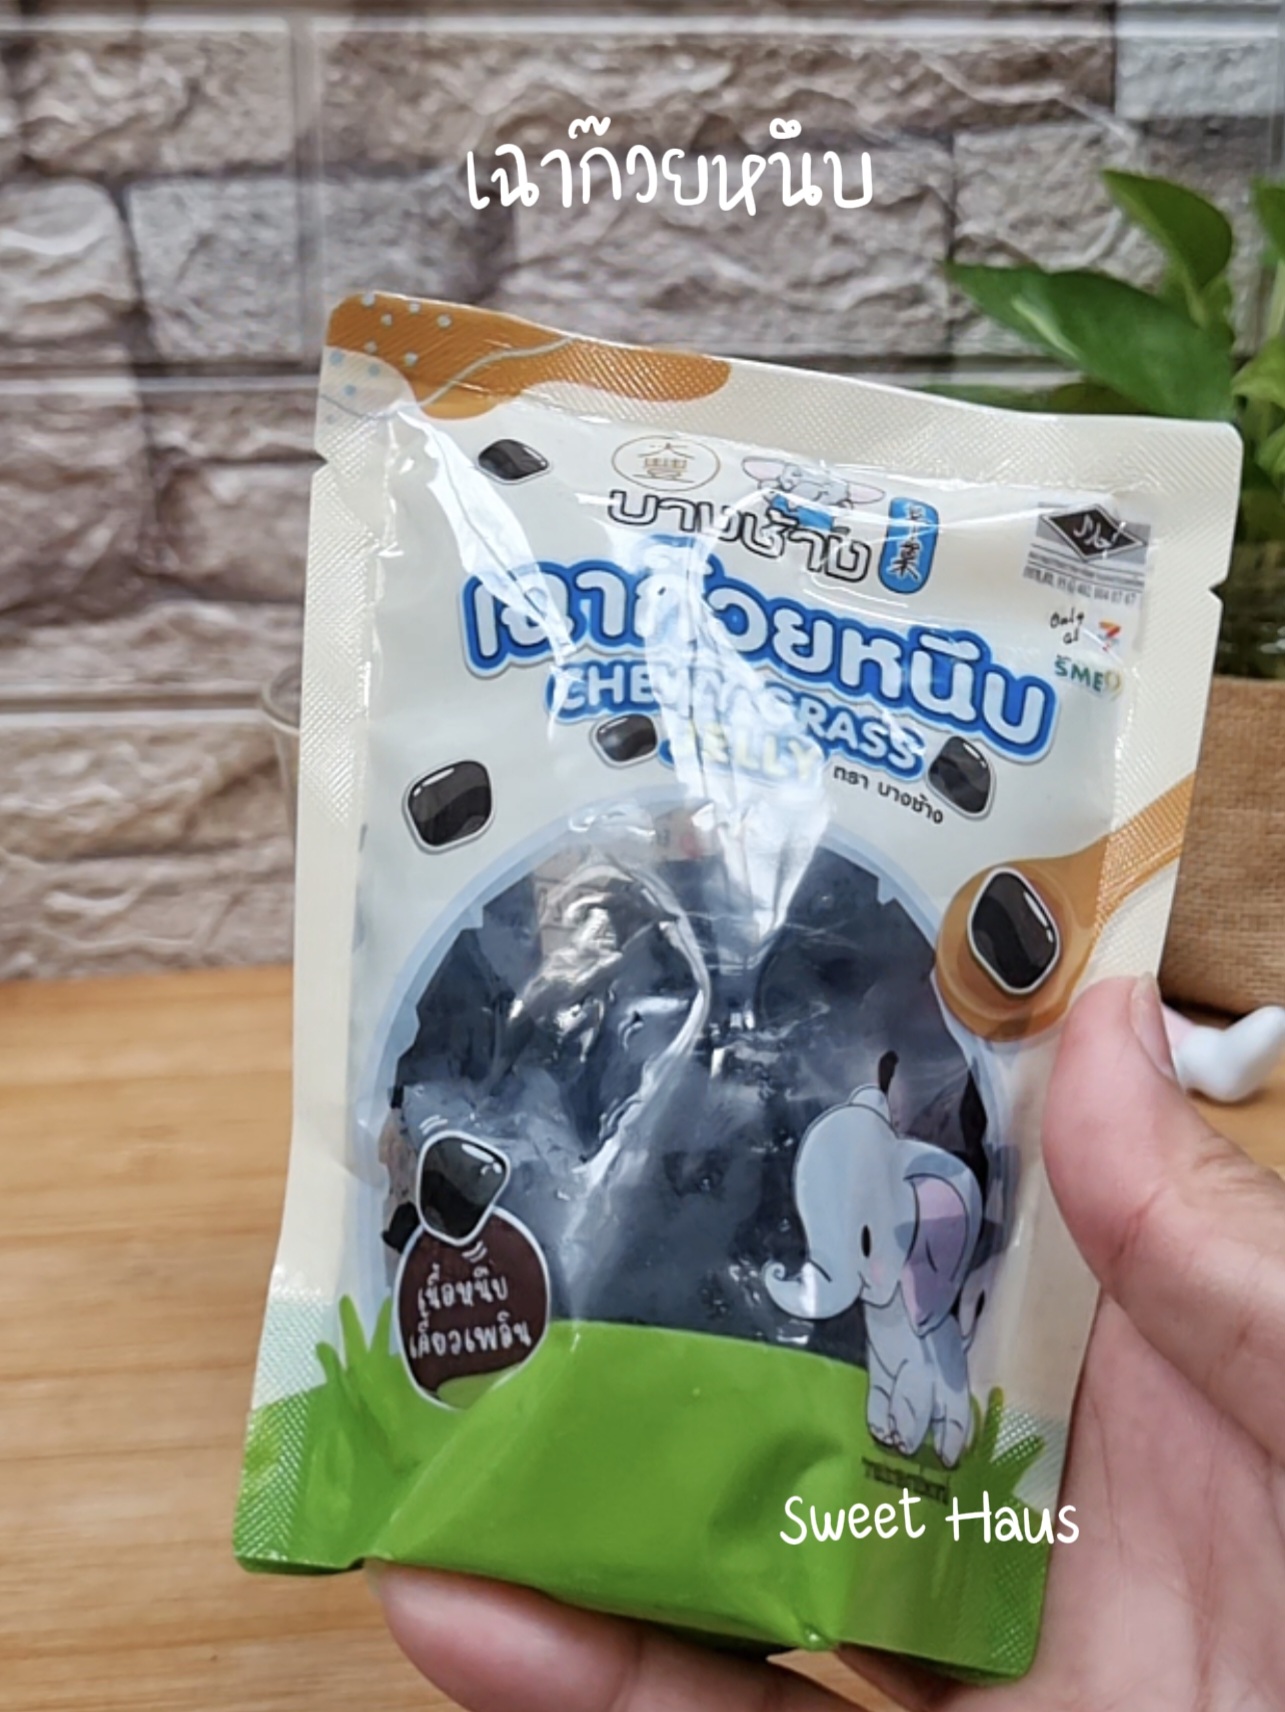 เฉาก๊วยหนึบ
บางช้าง
เฉาก๊วยหนึบ
CHEWY GRASS
JELLY
ตรา บางช้าง
Only
at 7
SME
เนื้อหนึบ
เคี้ยวเพลิน
Sweet Haus